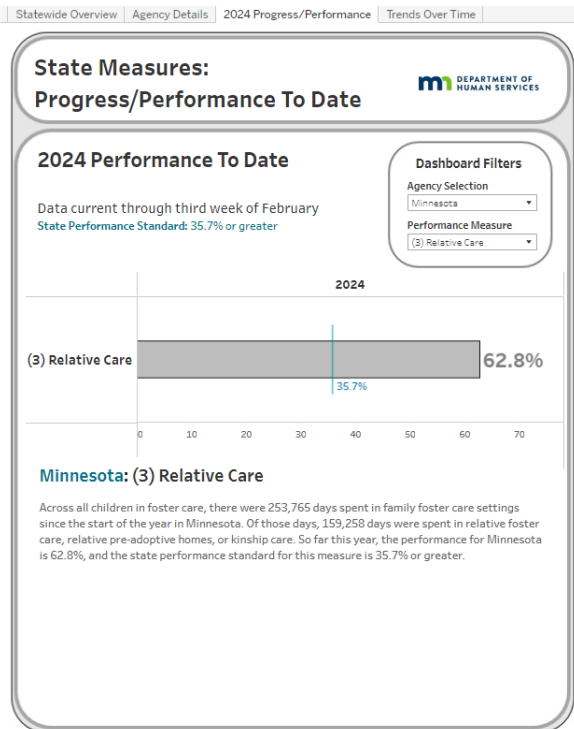 Statewide Overview Agency Details 2024 Progress/Performance Trends Over Time
State Measures:
Progress/Performance To Date
mn DEPARTMENT OF
HUMAN SERVICES
2024 Performance To Date
Data current through third week of February
State Performance Standard: 35.7% or greater
Dashboard Filters
Agency Selection
Minnesota
Performance Measure
(3) Relative Care
2024
(3) Relative Care
62.8%
35.7%
0 10 20 30 40 50 60 70
Minnesota: (3) Relative Care
Across all children in foster care, there were 253,765 days spent in family foster care settings
since the start of the year in Minnesota. Of those days, 159,258 days were spent in relative foster
care, relative pre-adoptive homes, or kinship care. So far this year, the performance for Minnesota
is 62.8%, and the state performance standard for this measure is 35.7% or greater.